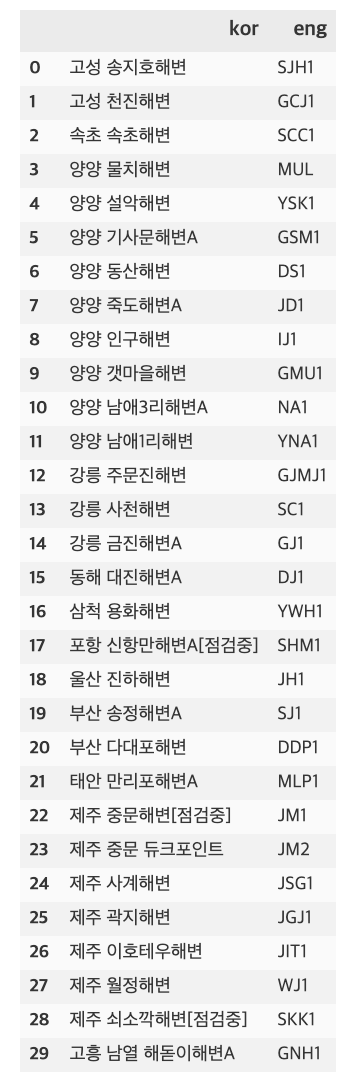 kor eng
0 고성 송지호해변 SJH1
1 고성 천진해변 GCJ1
2 속초 속초해변 SCC1
3 양양 물치해변 MUL
4 양양 설악해변 YSK1
5 양양 기사문해변A GSM1
6 양양 동산해변 DS1
7 양양 죽도해변A JD1
8 양양 인구해변 IJ1
9 양양 갯마을해변 GMU1
10 양양 남애3리해변A NA1
11 양양 남애1리해변 YNA1
12 강릉 주문진해변 GJMJ1
13 강릉 사천해변 SC1
14 강릉 금진해변A GJ1
15 동해 대진해변A DJ1
16 삼척 용화해변 YWH1
17 포항 신항만해변A[점검중] SHM1
18 울산 진하해변 JH1
19 부산 송정해변A SJ1
20 부산 다대포해변 DDP1
21 태안 만리포해변A MLP1
22 제주 중문해변[점검중] JM1
23 제주 중문 듀크포인트 JM2
24 제주 사계해변 JSG1
25 제주 곽지해변 JGJ1
26 제주 이호테우해변 JIT1
27 제주 월정해변 WJ1
28 제주 쇠소깍해변[점검중] SKK1
29 고흥 남열 해돋이해변A GNH1